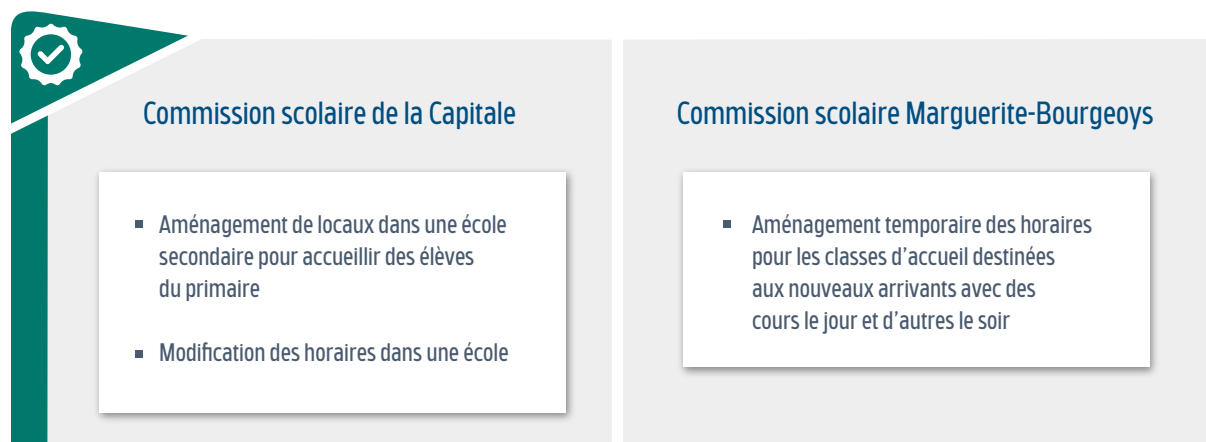 Commission scolaire de la Capitale
▪ Aménagement de locaux dans une école
secondaire pour accueillir des élèves
du primaire
▪ Modification des horaires dans une école
Commission scolaire Marguerite-Bourgeoys
▪ Aménagement temporaire des horaires
pour les classes d’accueil destinées
aux nouveaux arrivants avec des
cours le jour et d’autres le soir